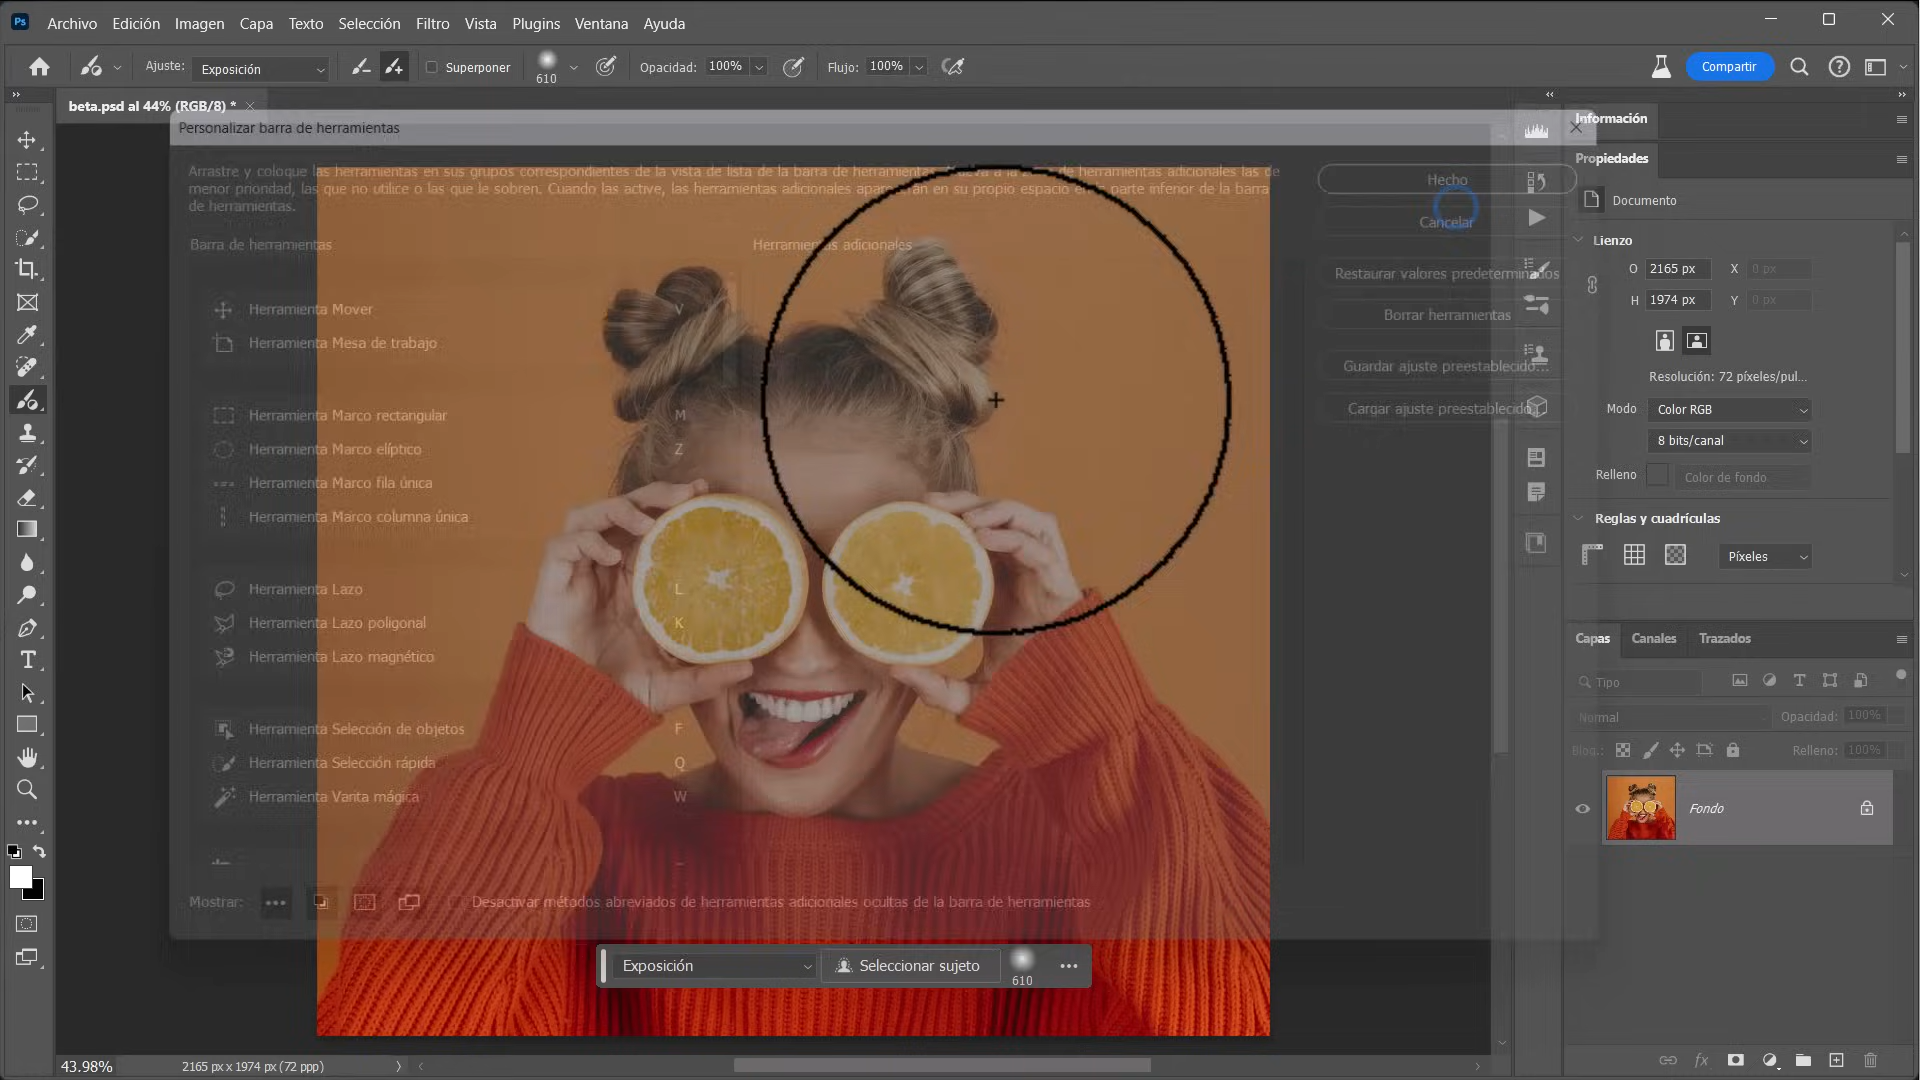 Ps Archivo Edición Imagen Capa Texto Selección Filtro Vista Plugins Ventana Ayuda
Ajuste: Exposición Superponer 610 Opacidad: 100% Flujo: 100% Compartir
beta.psd al 44% (RGB/8) *
Personalizar barra de herramientas
Arrastre y coloque las herramientas en sus grupos correspondientes de la vista de lista de la barra de herramientas. Mueva a la lista de herramientas adicionales las de
menor prioridad, las que no utilice o las que le sobren. Cuando las active, las herramientas adicionales aparecerán en su propio espacio en la parte inferior de la barra
de herramientas.
Barra de herramientas
Herramientas adicionales
Herramienta Mover V
Herramienta Mesa de trabajo
Herramienta Marco rectangular M
Herramienta Marco elíptico Z
Herramienta Marco fila única
Herramienta Marco columna única
Herramienta Lazo L
Herramienta Lazo poligonal K
Herramienta Lazo magnético
Herramienta Selección de objetos F
Herramienta Selección rápida Q
Herramienta Varita mágica W
Mostrar: Desactivar métodos abreviados de herramientas adicionales ocultas de la barra de herramientas
Hecho
Cancelar
Restaurar valores predeterminados
Borrar herramientas
Guardar ajuste preestablecido...
Cargar ajuste preestablecido...
Exposición Seleccionar sujeto 610
43.98% 2165 px x 1974 px (72 ppp)
Información
Propiedades
Documento
Lienzo
O 2165 px X 0 px
H 1974 px Y 0 px
Resolución: 72 píxeles/pul...
Modo Color RGB
8 bits/canal
Relleno Color de fondo
Reglas y cuadrículas
Píxeles
Capas Canales Trazados
Tipo
Normal Opacidad: 100%
Bloq.: Relleno: 100%
Fondo
fx